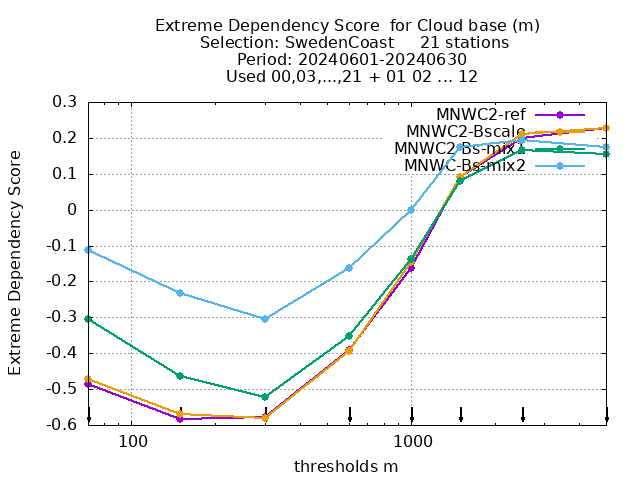 Extreme Dependency Score  for Cloud base (m)
Selection: SwedenCoast     21 stations
Period: 20240601-20240630
Used 00,03,...,21 + 01 02 ... 12
MNWC2-ref
MNWC2-Bscale
MNWC2-Bs-mix1
MNWC-Bs-mix2
Extreme Dependency Score
0.3
0.2
0.1
0
-0.1
-0.2
-0.3
-0.4
-0.5
-0.6
100
1000
thresholds m